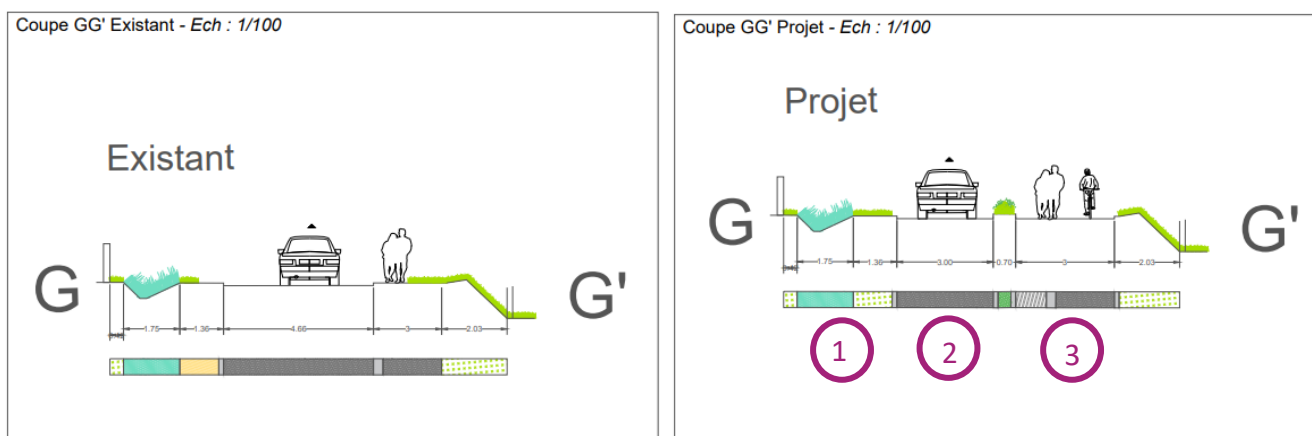 Coupe GG' Existant - Ech : 1/100
Existant
G
G'
1.75
1.36
4.66
3
2.03
Coupe GG' Projet - Ech : 1/100
Projet
G
G'
1.75
1.36
3.00
0.70
3
2.03
1
2
3